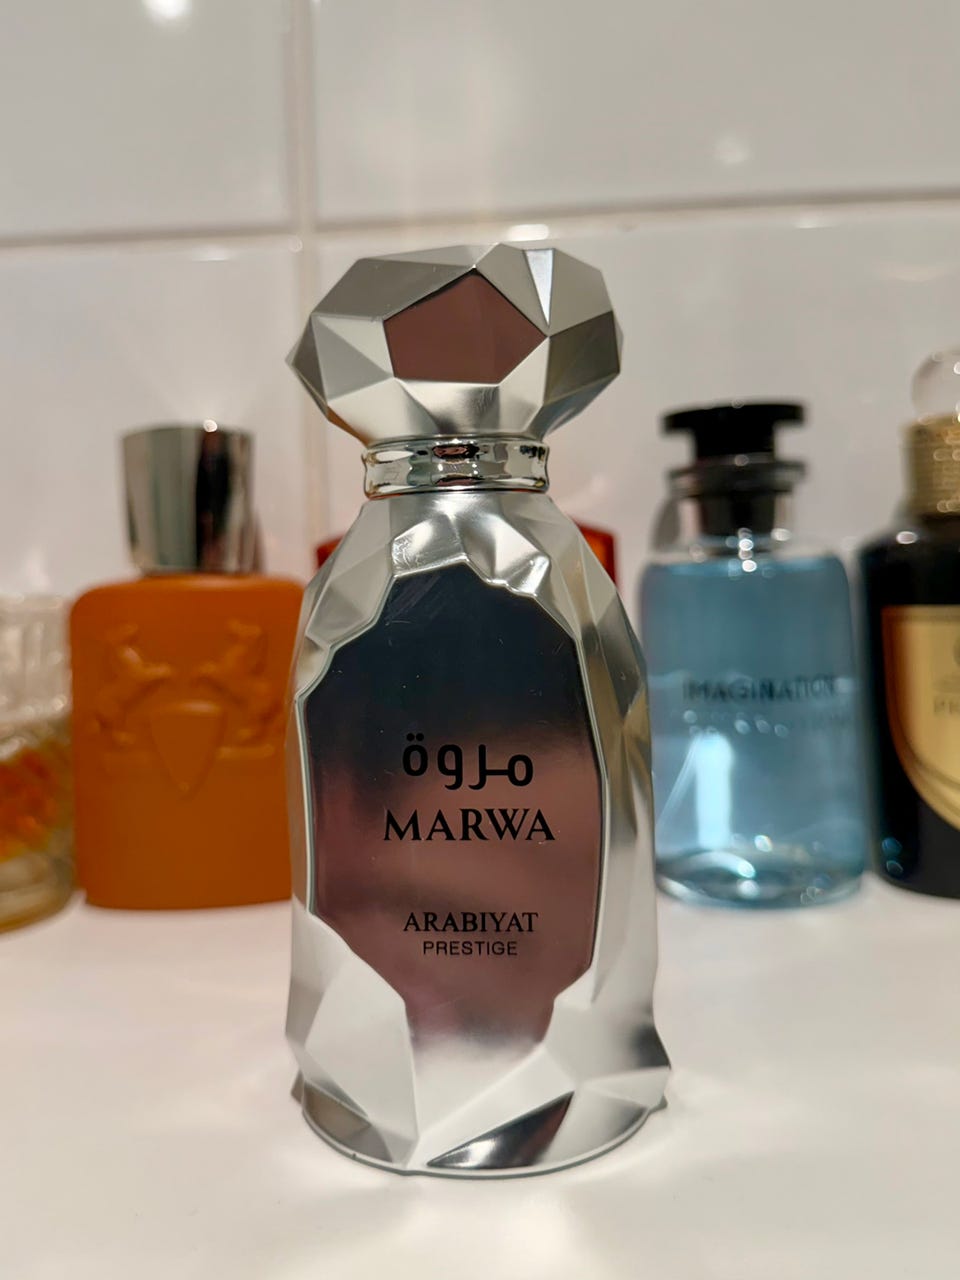 مروة
MARWA
ARABIYAT
PRESTIGE
IMAGINATION